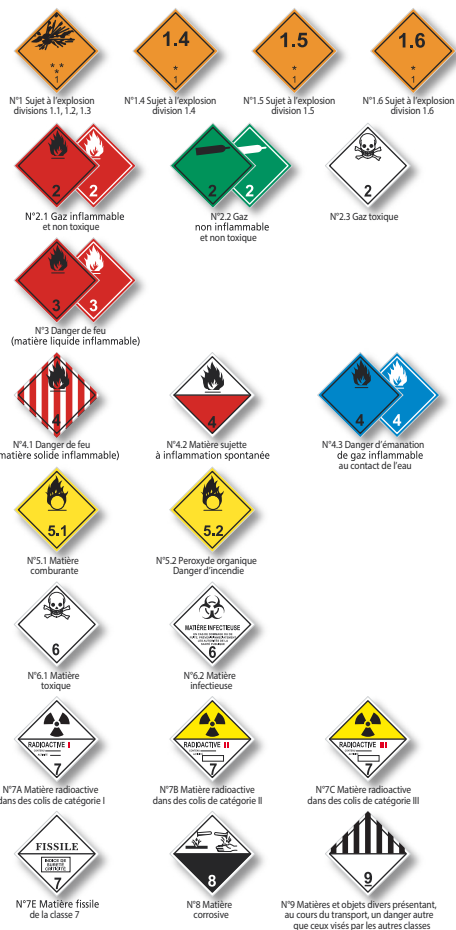 1.4
1.5
1.6
* *
*
1
*
1
*
1
*
1
N°1 Sujet à l'explosion
divisions 1.1, 1.2, 1.3
N°1.4 Sujet à l'explosion
division 1.4
N°1.5 Sujet à l'explosion
division 1.5
N°1.6 Sujet à l'explosion
division 1.6
2
2
2
2
2
N°2.1 Gaz inflammable
et non toxique
N°2.2 Gaz
non inflammable
et non toxique
N°2.3 Gaz toxique
3
3
N°3 Danger de feu
(matière liquide inflammable)
4
4
4
4
N°4.1 Danger de feu
matière solide inflammable)
N°4.2 Matière sujette
à inflammation spontanée
N°4.3 Danger d'émanation
de gaz inflammable
au contact de l'eau
5.1
5.2
N°5.1 Matière
comburante
N°5.2 Peroxyde organique
Danger d'incendie
6
MATIÈRE INFECTIEUSE
6
N°6.1 Matière
toxique
N°6.2 Matière
infectieuse
RADIOACTIVE I
7
RADIOACTIVE II
7
RADIOACTIVE III
7
N°7A Matière radioactive
dans des colis de catégorie I
N°7B Matière radioactive
dans des colis de catégorie II
N°7C Matière radioactive
dans des colis de catégorie III
FISSILE
INDICE DE
SURETÉ
CRITICITÉ
7
8
9
N°7E Matière fissile
de la classe 7
N°8 Matière
corrosive
N°9 Matières et objets divers présentant,
au cours du transport, un danger autre
que ceux visés par les autres classes